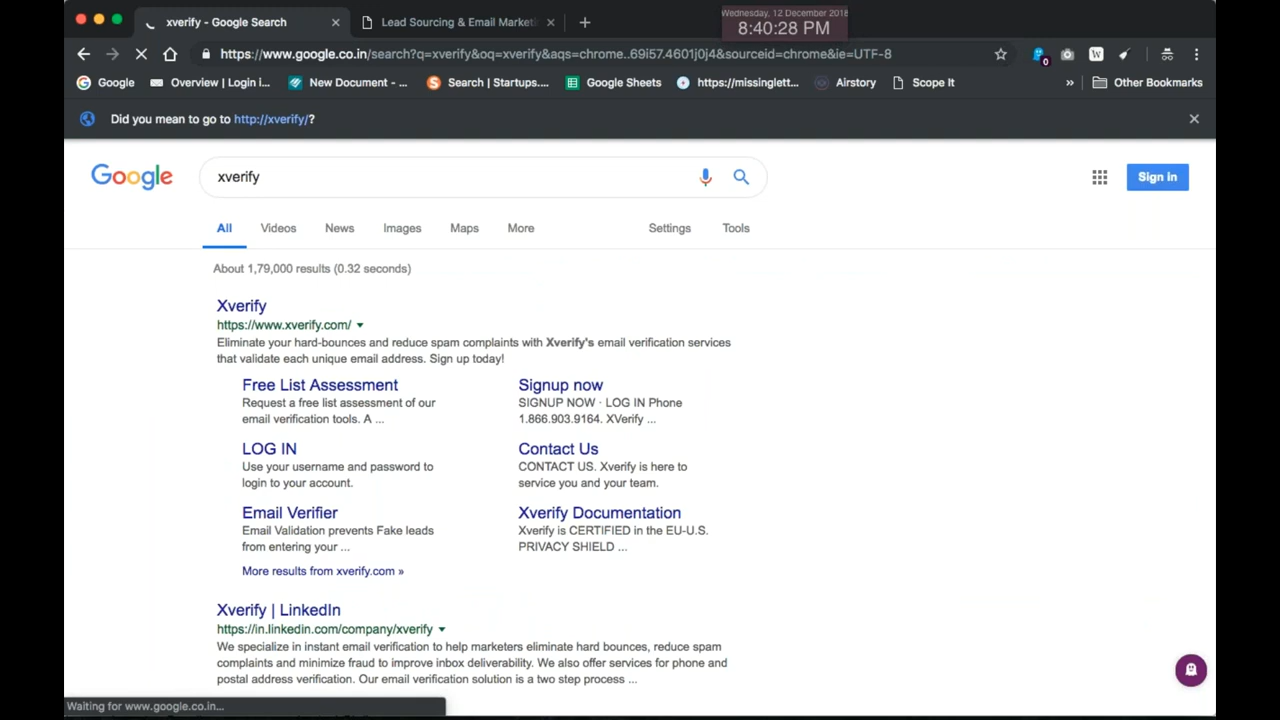 xverify - Google Search
Lead Sourcing & Email Marketi
Wednesday, 12 December 2018
8:40:28 PM
https://www.google.co.in/search?q=xverify&oq=xverify&aqs=chrome..69i57.4601j0j4&sourceid=chrome&ie=UTF-8
0
W
Google
Overview | Login i...
New Document - ...
Search | Startups....
Google Sheets
https://missinglett...
Airstory
Scope It
»
Other Bookmarks
Did you mean to go to http://xverify/?
Google
xverify
Sign in
All
Videos
News
Images
Maps
More
Settings
Tools
About 1,79,000 results (0.32 seconds)
Xverify
https://www.xverify.com/
Eliminate your hard-bounces and reduce spam complaints with Xverify's email verification services
that validate each unique email address. Sign up today!
Free List Assessment
Request a free list assessment of our
email verification tools. A ...
Signup now
SIGNUP NOW · LOG IN Phone
1.866.903.9164. XVerify ...
LOG IN
Use your username and password to
login to your account.
Contact Us
CONTACT US. Xverify is here to
service you and your team.
Email Verifier
Email Validation prevents Fake leads
from entering your ...
Xverify Documentation
Xverify is CERTIFIED in the EU-U.S.
PRIVACY SHIELD ...
More results from xverify.com »
Xverify | LinkedIn
https://in.linkedin.com/company/xverify
We specialize in instant email verification to help marketers eliminate hard bounces, reduce spam
complaints and minimize fraud to improve inbox deliverability. We also offer services for phone and
postal address verification. Our email verification solution is a two step process ...
Waiting for www.google.co.in...